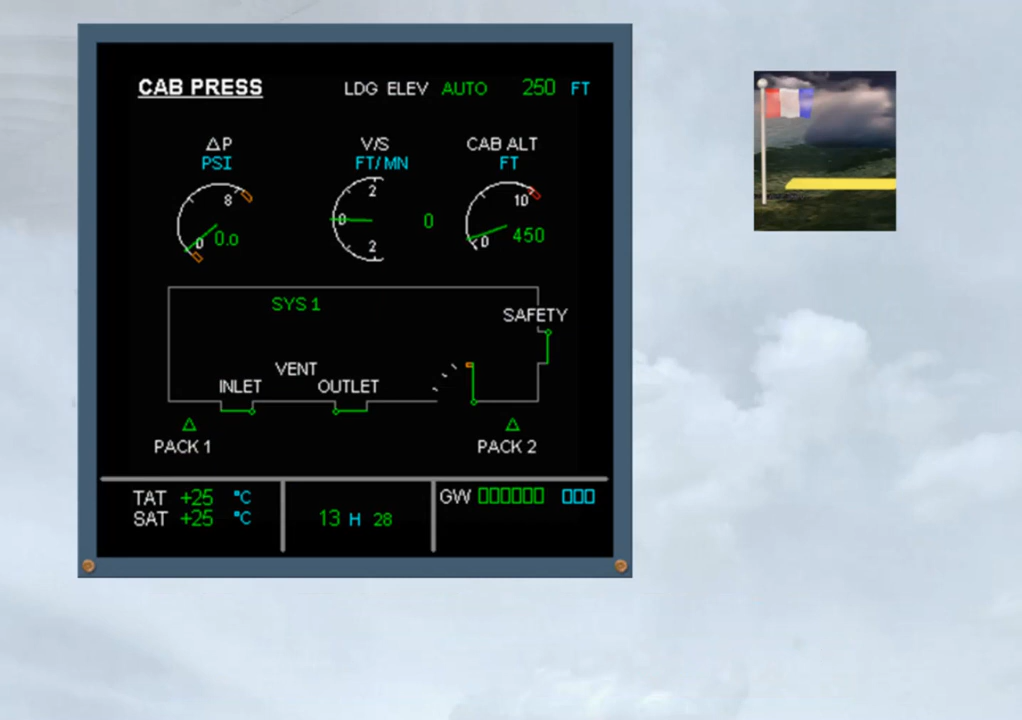 CAB PRESS LDG ELEV AUTO 250 FT
ΔP V/S CAB ALT
PSI FT/MN FT
8 2 10
0 0.0 0 0 0 450
2
SYS 1
SAFETY
VENT
INLET OUTLET
PACK 1 PACK 2
TAT +25 °C GW
SAT +25 °C 13 H 28